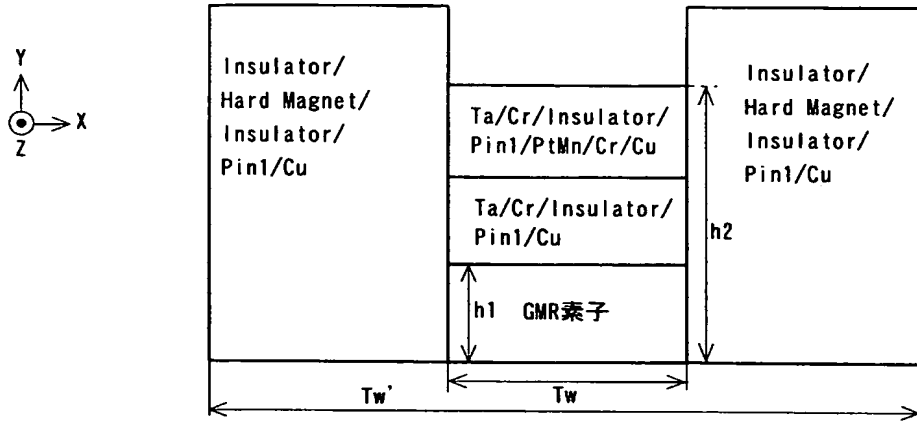 Y
X
Z
Insulator/
Hard Magnet/
Insulator/
Pin1/Cu
Ta/Cr/Insulator/
Pin1/PtMn/Cr/Cu
Ta/Cr/Insulator/
Pin1/Cu
h1 GMR素子
h2
Insulator/
Hard Magnet/
Insulator/
Pin1/Cu
Tw
Tw'